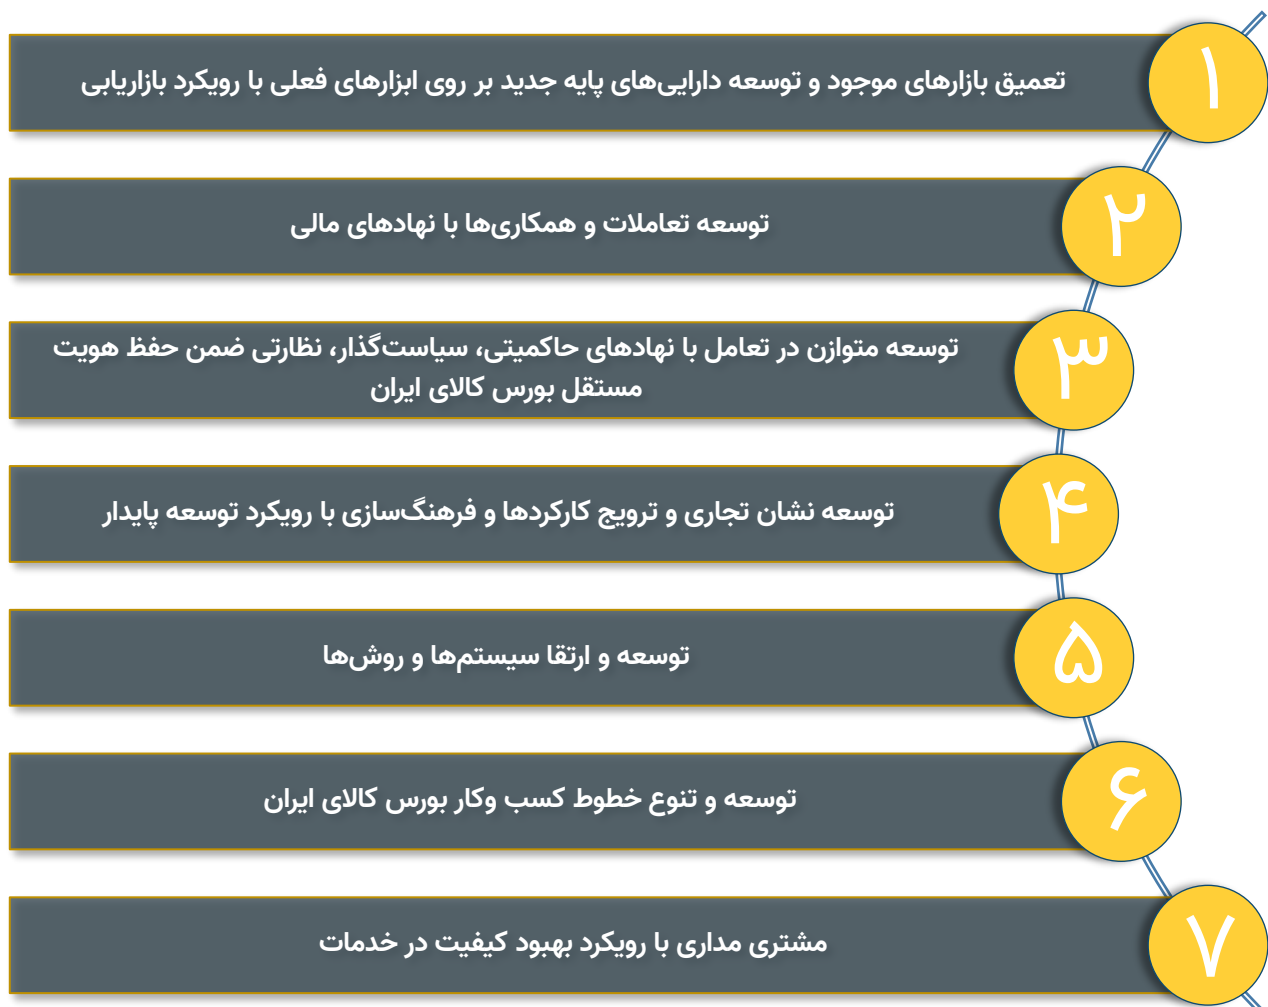 ۱
تعمیق بازارهای موجود و توسعه دارایی‌های پایه جدید بر روی ابزارهای فعلی با رویکرد بازاریابی
۲
توسعه تعاملات و همکاری‌ها با نهادهای مالی
۳
توسعه متوازن در تعامل با نهادهای حاکمیتی، سیاست‌گذار، نظارتی ضمن حفظ هویت
مستقل بورس کالای ایران
۴
توسعه نشان تجاری و ترویج کارکردها و فرهنگ‌سازی با رویکرد توسعه پایدار
۵
توسعه و ارتقا سیستم‌ها و روش‌ها
۶
توسعه و تنوع خطوط کسب وکار بورس کالای ایران
۷
مشتری مداری با رویکرد بهبود کیفیت در خدمات